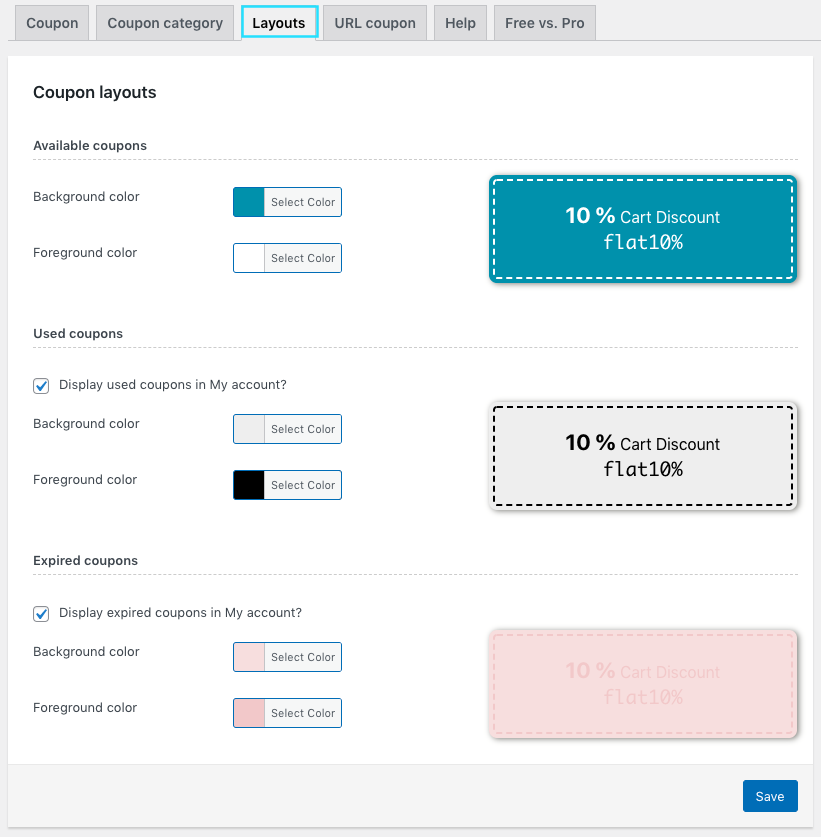 Coupon Coupon category Layouts URL coupon Help Free vs. Pro
Coupon layouts
Available coupons
Background color Select Color
Foreground color Select Color
10 % Cart Discount
flat10%
Used coupons
Display used coupons in My account?
Background color Select Color
Foreground color Select Color
10 % Cart Discount
flat10%
Expired coupons
Display expired coupons in My account?
Background color Select Color
Foreground color Select Color
10 % Cart Discount
flat10%
Save